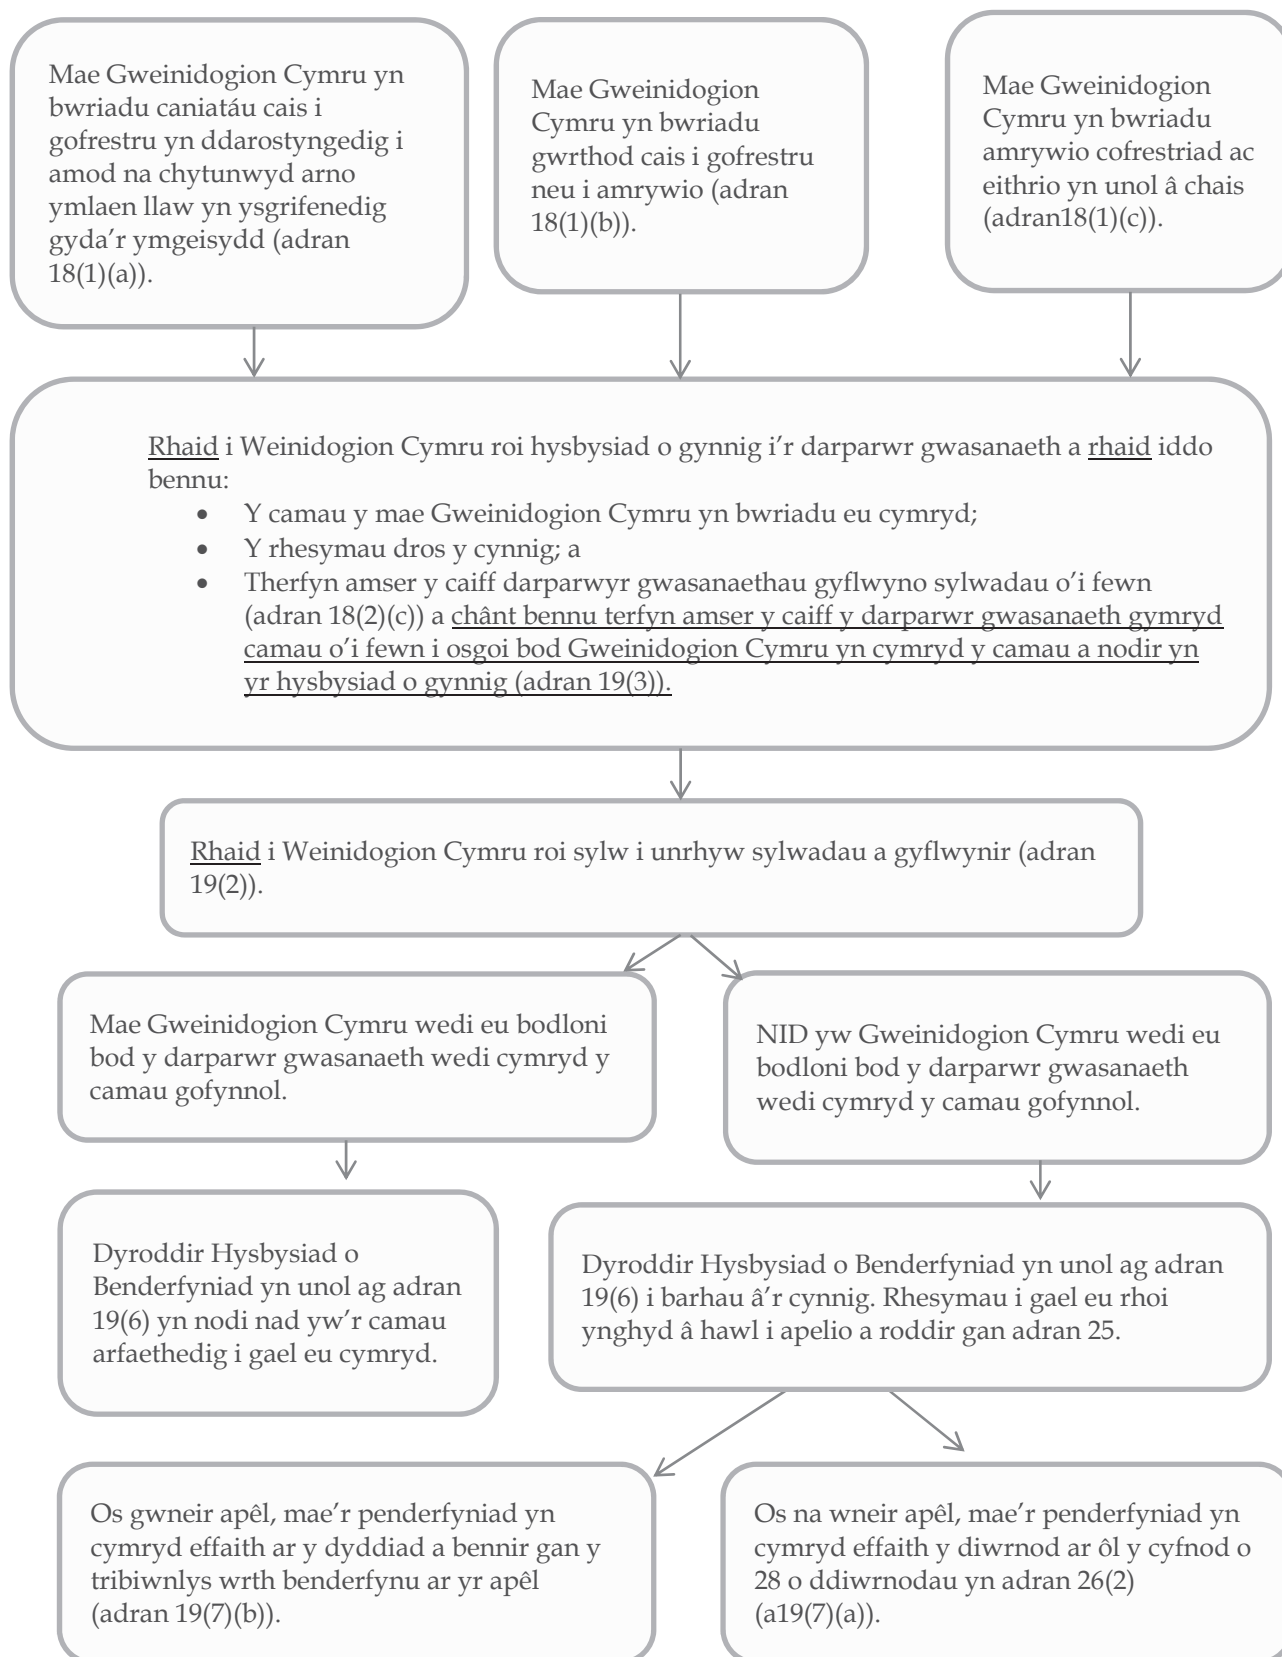 Mae Gweinidogion Cymru yn
bwriadu caniatáu cais i
gofrestru yn ddarostyngedig i
amod na chytunwyd arno
ymlaen llaw yn ysgrifenedig
gyda'r ymgeisydd (adran
18(1)(a)).
Mae Gweinidogion
Cymru yn bwriadu
gwrthod cais i gofrestru
neu i amrywio (adran
18(1)(b)).
Mae Gweinidogion
Cymru yn bwriadu
amrywio cofrestriad ac
eithrio yn unol â chais
(adran18(1)(c)).
Rhaid i Weinidogion Cymru roi hysbysiad o gynnig i'r darparwr gwasanaeth a rhaid iddo
bennu:
• Y camau y mae Gweinidogion Cymru yn bwriadu eu cymryd;
• Y rhesymau dros y cynnig; a
• Therfyn amser y caiff darparwyr gwasanaethau gyflwyno sylwadau o'i fewn
(adran 18(2)(c)) a chânt bennu terfyn amser y caiff y darparwr gwasanaeth gymryd
camau o'i fewn i osgoi bod Gweinidogion Cymru yn cymryd y camau a nodir yn
yr hysbysiad o gynnig (adran 19(3)).
Rhaid i Weinidogion Cymru roi sylw i unrhyw sylwadau a gyflwynir (adran
19(2)).
Mae Gweinidogion Cymru wedi eu bodloni
bod y darparwr gwasanaeth wedi cymryd y
camau gofynnol.
NID yw Gweinidogion Cymru wedi eu
bodloni bod y darparwr gwasanaeth
wedi cymryd y camau gofynnol.
Dyroddir Hysbysiad o
Benderfyniad yn unol ag adran
19(6) yn nodi nad yw'r camau
arfaethedig i gael eu cymryd.
Dyroddir Hysbysiad o Benderfyniad yn unol ag adran
19(6) i barhau â'r cynnig. Rhesymau i gael eu rhoi
ynghyd â hawl i apelio a roddir gan adran 25.
Os gwneir apêl, mae'r penderfyniad yn
cymryd effaith ar y dyddiad a bennir gan y
tribiwnlys wrth benderfynu ar yr apêl
(adran 19(7)(b)).
Os na wneir apêl, mae'r penderfyniad yn
cymryd effaith y diwrnod ar ôl y cyfnod o
28 o ddiwrnodau yn adran 26(2)
(a19(7)(a)).